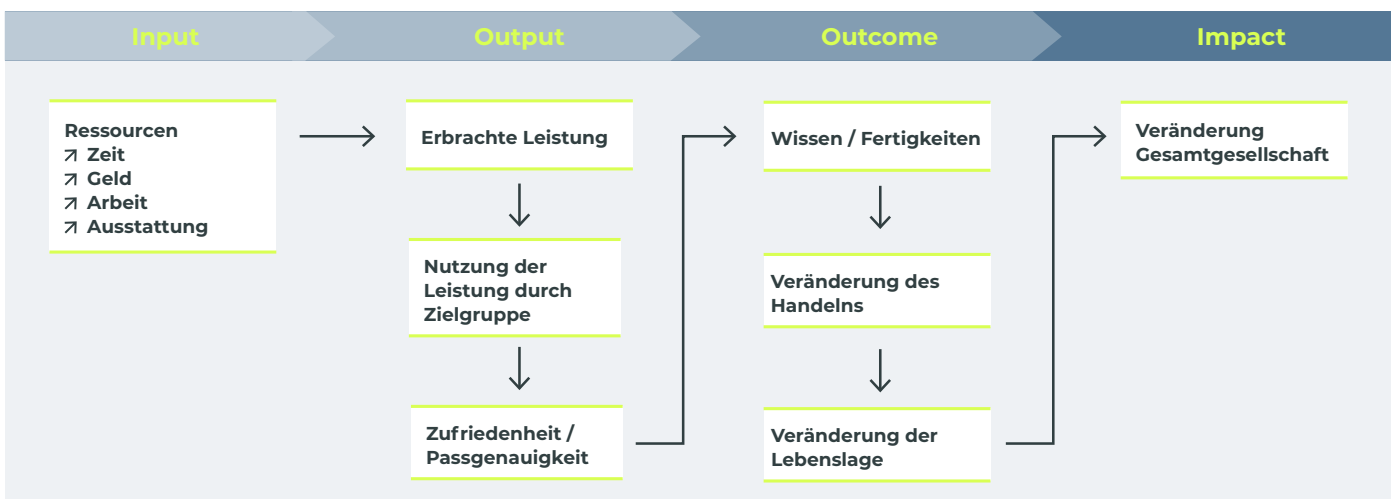 Input
Output
Outcome
Impact
Ressourcen
↗ Zeit
↗ Geld
↗ Arbeit
↗ Ausstattung
Erbrachte Leistung
Nutzung der
Leistung durch
Zielgruppe
Zufriedenheit /
Passgenauigkeit
Wissen / Fertigkeiten
Veränderung des
Handelns
Veränderung der
Lebenslage
Veränderung
Gesamtgesellschaft